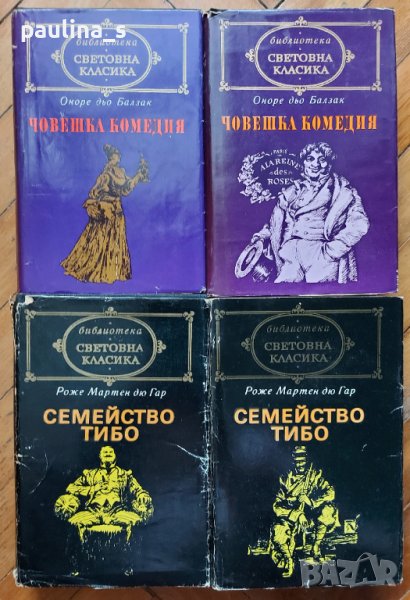 paulina_s
библиотека
СВЕТОВНА
КЛАСИКА
Оноре дьо Балзак
ЧОВЕШКА КОМЕДИЯ
библиотека
СВЕТОВНА
КЛАСИКА
Оноре дьо Балзак
ЧОВЕШКА КОМЕДИЯ
PARIS
A LA REINE
des
ROSES
библиотека
СВЕТОВНА
КЛАСИКА
Роже Мартен дю Гар
СЕМЕЙСТВО
ТИБО
библиотека
СВЕТОВНА
КЛАСИКА
Роже Мартен дю Гар
СЕМЕЙСТВО
ТИБО
BAZAR